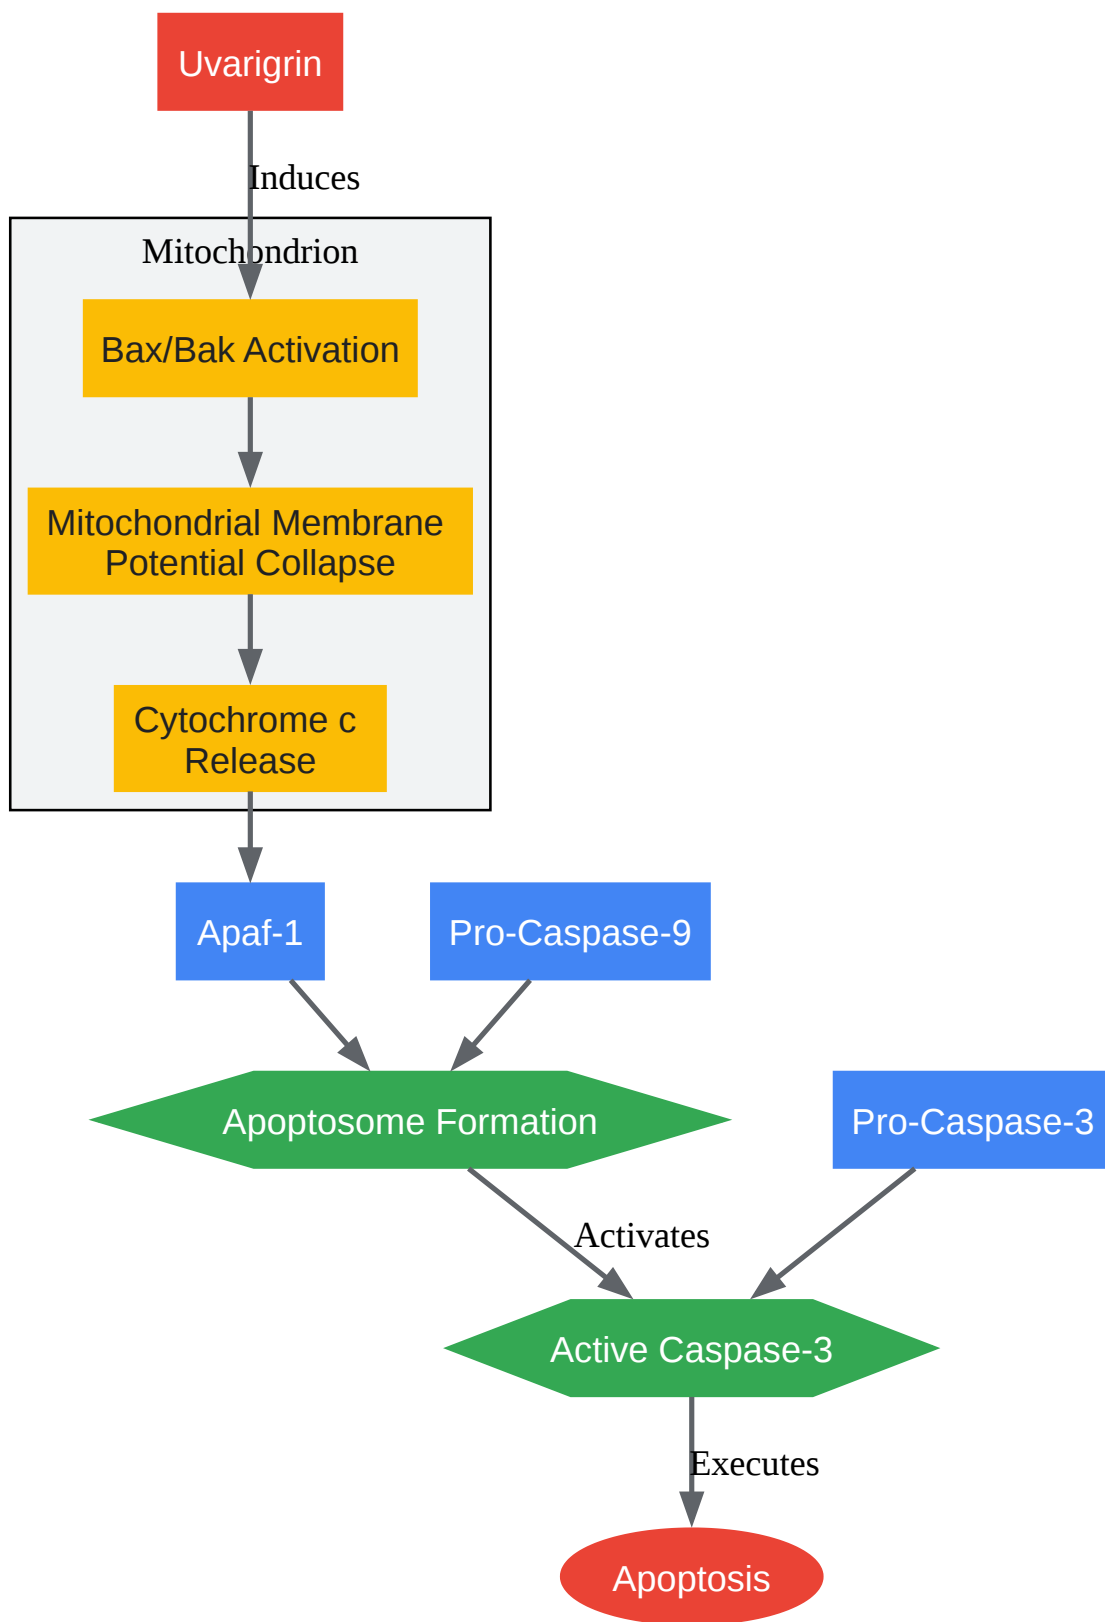 Uvarigrin
Induces
Mitochondrion
Bax/Bak Activation
Mitochondrial Membrane
Potential Collapse
Cytochrome c
Release
Apaf-1
Pro-Caspase-9
Apoptosome Formation
Pro-Caspase-3
Activates
Active Caspase-3
Executes
Apoptosis